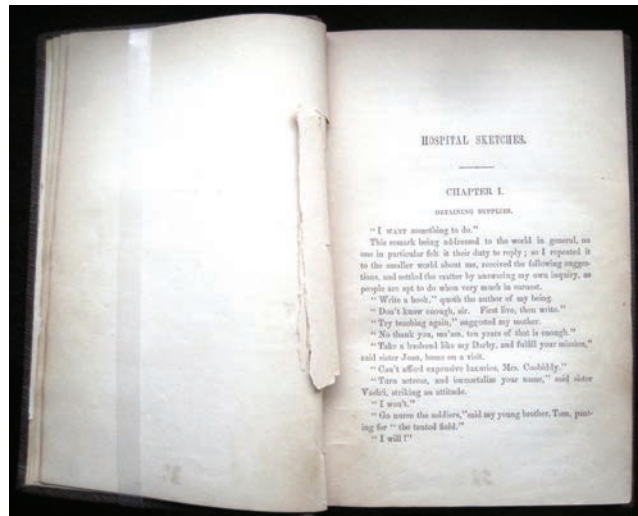 HOSPITAL SKETCHES.
CHAPTER I.
OBTAINING SUPPLIES.
"I WANT something to do."
This remark being addressed to the world in general, no
one in particular felt it their duty to reply; so I repeated it
to the smaller world about me, received the following sugges-
tions, and settled the matter by answering my own inquiry, as
people are apt to do when very much in earnest.
"Write a book," quoth the author of my being.
"Don't know enough, sir. First live, then write."
"Try teaching again," suggested my mother.
"No thank you, ma'am, ten years of that is enough."
"Take a husband like my Darby, and fulfill your mission,"
said sister Joan, home on a visit.
"Can't afford expensive luxuries, Mrs. Coobiddy."
"Turn actress, and immortalize your name," said sister
Vashti, striking an attitude.
"I won't."
"Go nurse the soldiers," said my young brother, Tom, pant-
ing for "the tented field."
"I will!"